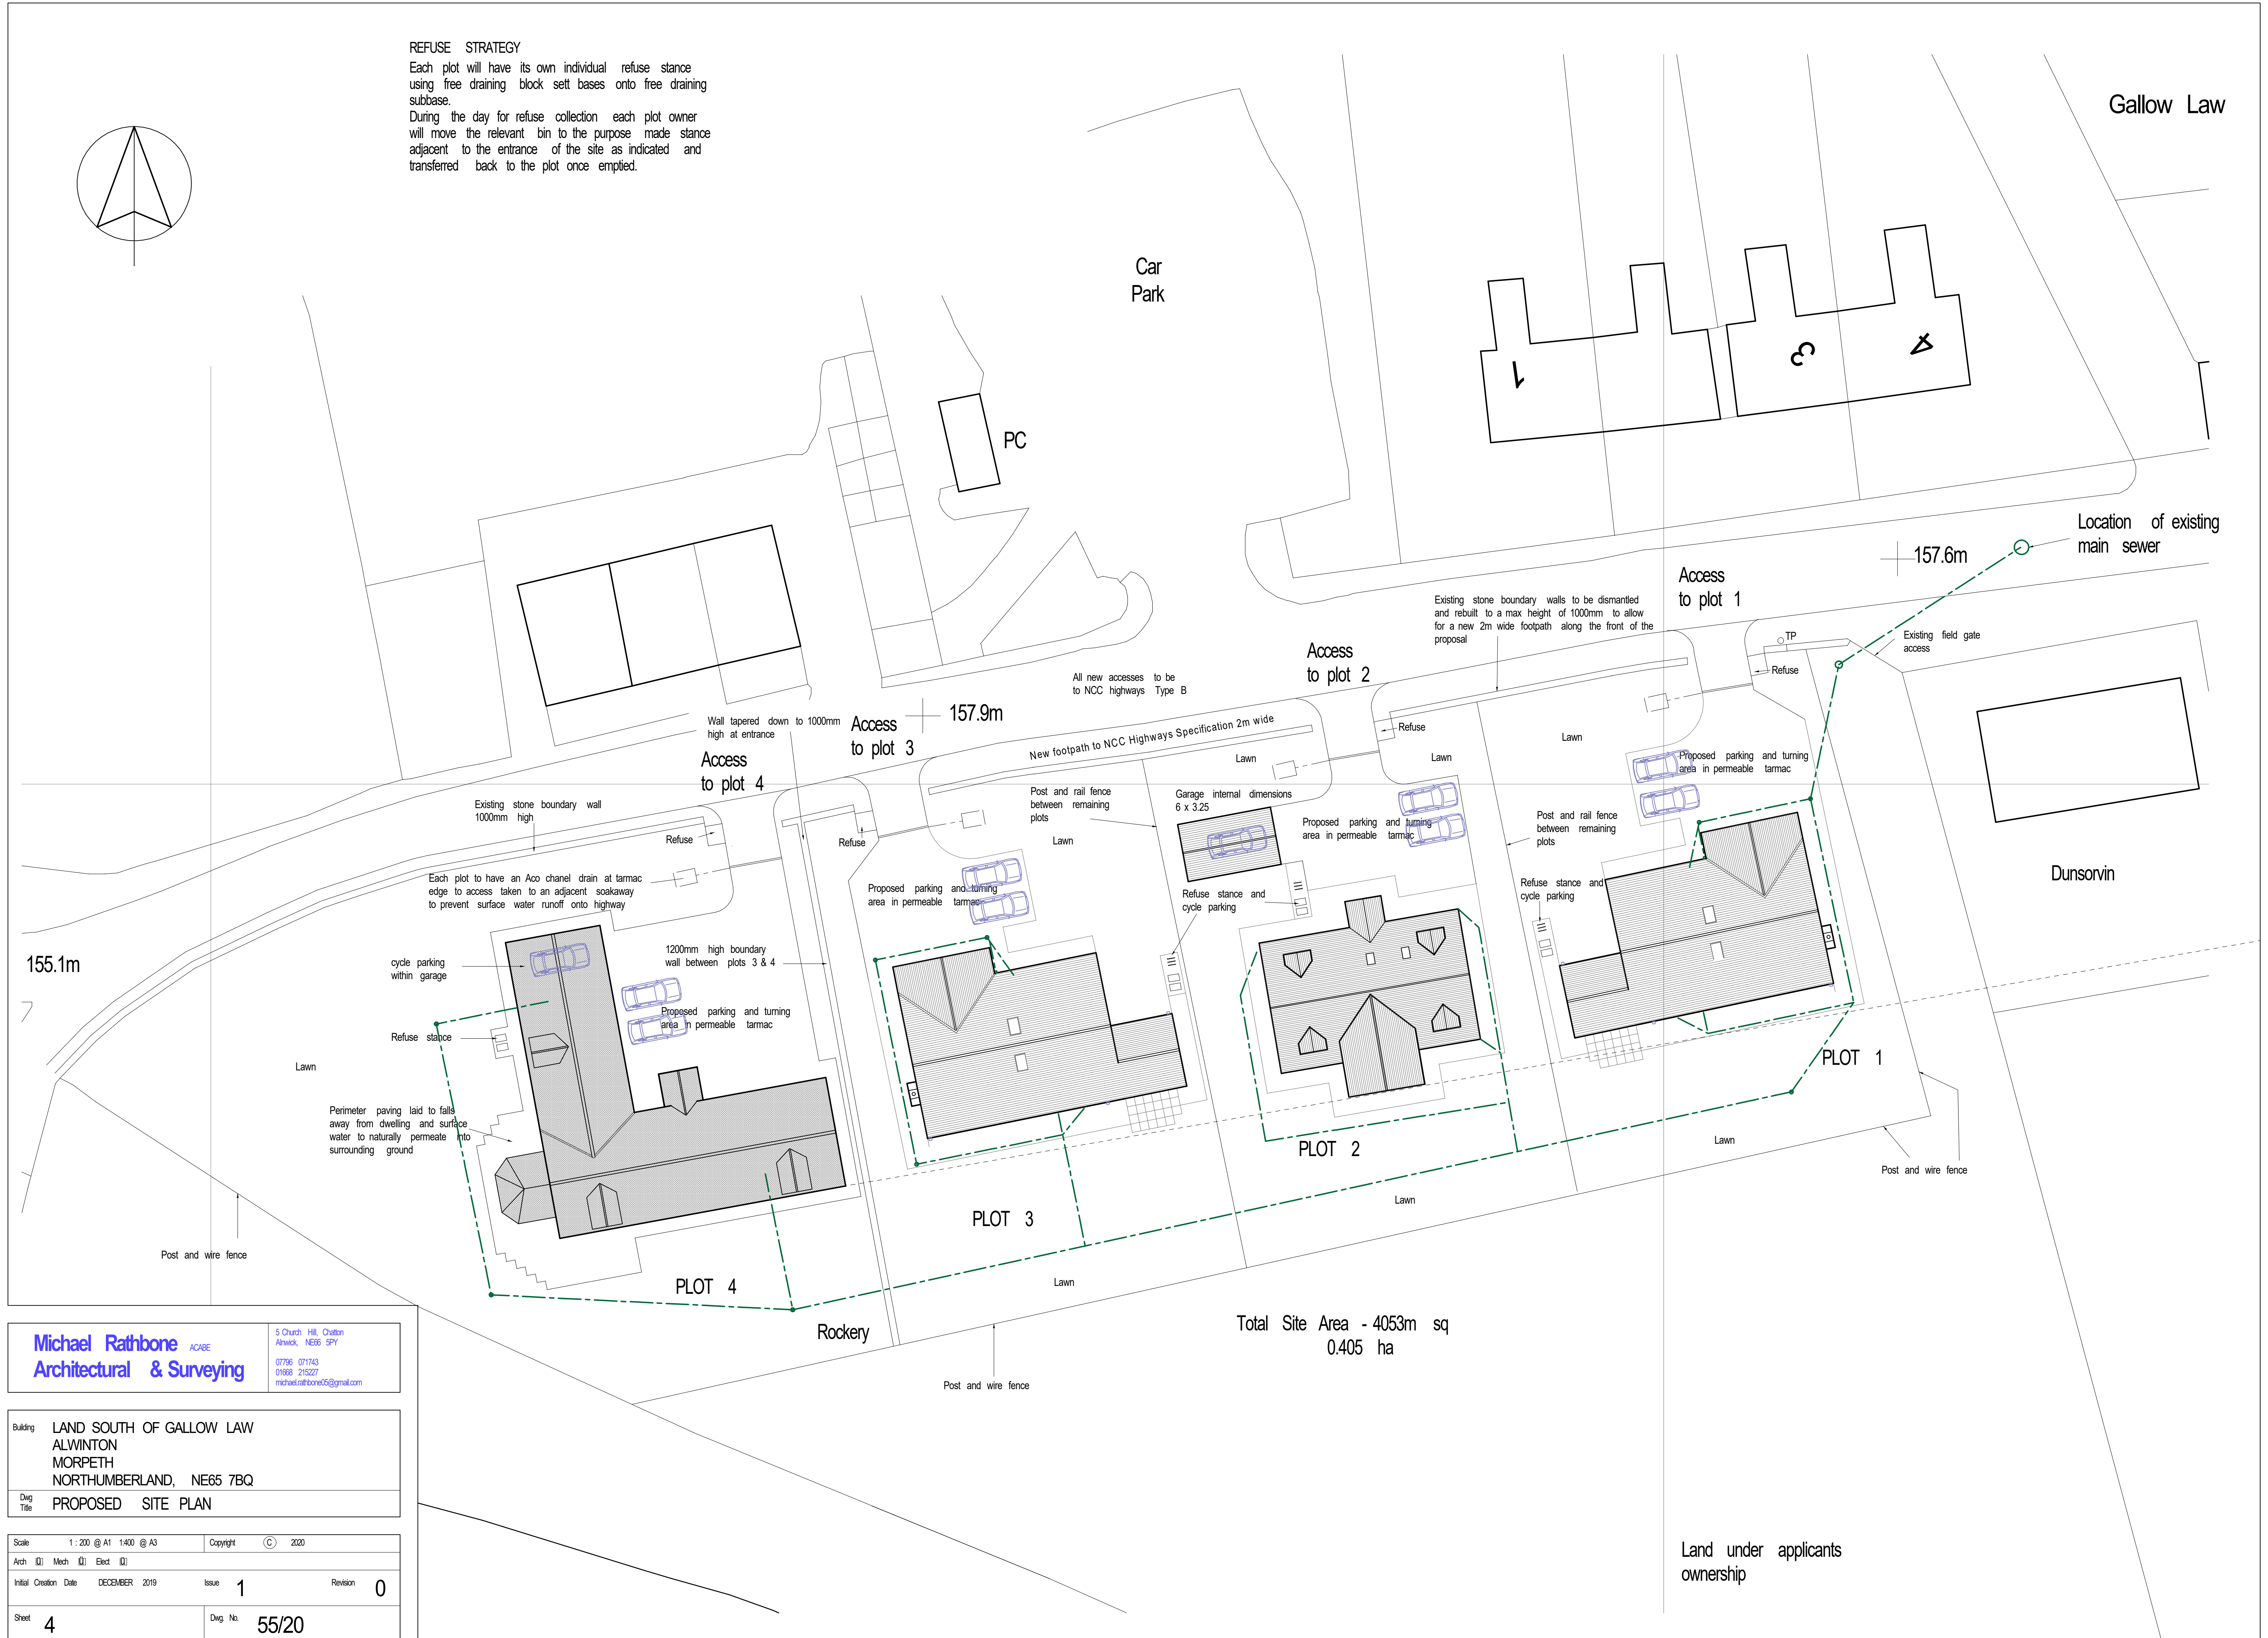 REFUSE STRATEGY
Each plot will have its own individual refuse stance
using free draining block sett bases onto free draining
subbase.
During the day for refuse collection each plot owner
will move the relevant bin to the purpose made stance
adjacent to the entrance of the site as indicated and
transferred back to the plot once emptied.
Gallow Law
Car
Park
PC
1
3
4
Location of existing
main sewer
157.6m
Access
to plot 1
Existing stone boundary walls to be dismantled
and rebuilt to a max height of 1000mm to allow
for a new 2m wide footpath along the front of the
proposal
TP
Existing field gate
access
Refuse
Access
to plot 2
All new accesses to be
to NCC highways Type B
157.9m
New footpath to NCC Highways Specification 2m wide
Wall tapered down to 1000mm
high at entrance
Access
to plot 3
Access
to plot 4
Refuse
Lawn
Lawn
Lawn
Proposed parking and turning
area in permeable tarmac
Existing stone boundary wall
1000mm high
Post and rail fence
between remaining
plots
Garage internal dimensions
6 x 3.25
Proposed parking and turning
area in permeable tarmac
Post and rail fence
between remaining
plots
Refuse
Refuse
Lawn
Each plot to have an Aco chanel drain at tarmac
edge to access taken to an adjacent soakaway
to prevent surface water runoff onto highway
Proposed parking and turning
area in permeable tarmac
Refuse stance and
cycle parking
Refuse stance and
cycle parking
Dunsorvin
155.1m
cycle parking
within garage
1200mm high boundary
wall between plots 3 & 4
Proposed parking and turning
area in permeable tarmac
Refuse stance
Lawn
Perimeter paving laid to falls
away from dwelling and surface
water to naturally permeate into
surrounding ground
PLOT 1
PLOT 2
Lawn
Post and wire fence
Lawn
PLOT 3
Post and wire fence
PLOT 4
Lawn
Rockery
Total Site Area - 4053m sq
0.405 ha
Post and wire fence
Land under applicants
ownership
Michael Rathbone ACABE
Architectural & Surveying
5 Church Hill, Chatton
Alnwick, NE66 5PY
07796 071743
01668 215227
michael.rathbone05@gmail.com
Building LAND SOUTH OF GALLOW LAW
ALWINTON
MORPETH
NORTHUMBERLAND, NE65 7BQ
Dwg
Title PROPOSED SITE PLAN
Scale 1 : 200 @ A1 1:400 @ A3 Copyright © 2020
Arch Mech Elect
Initial Creation Date DECEMBER 2019 Issue 1 Revision 0
Sheet 4 Dwg. No. 55/20